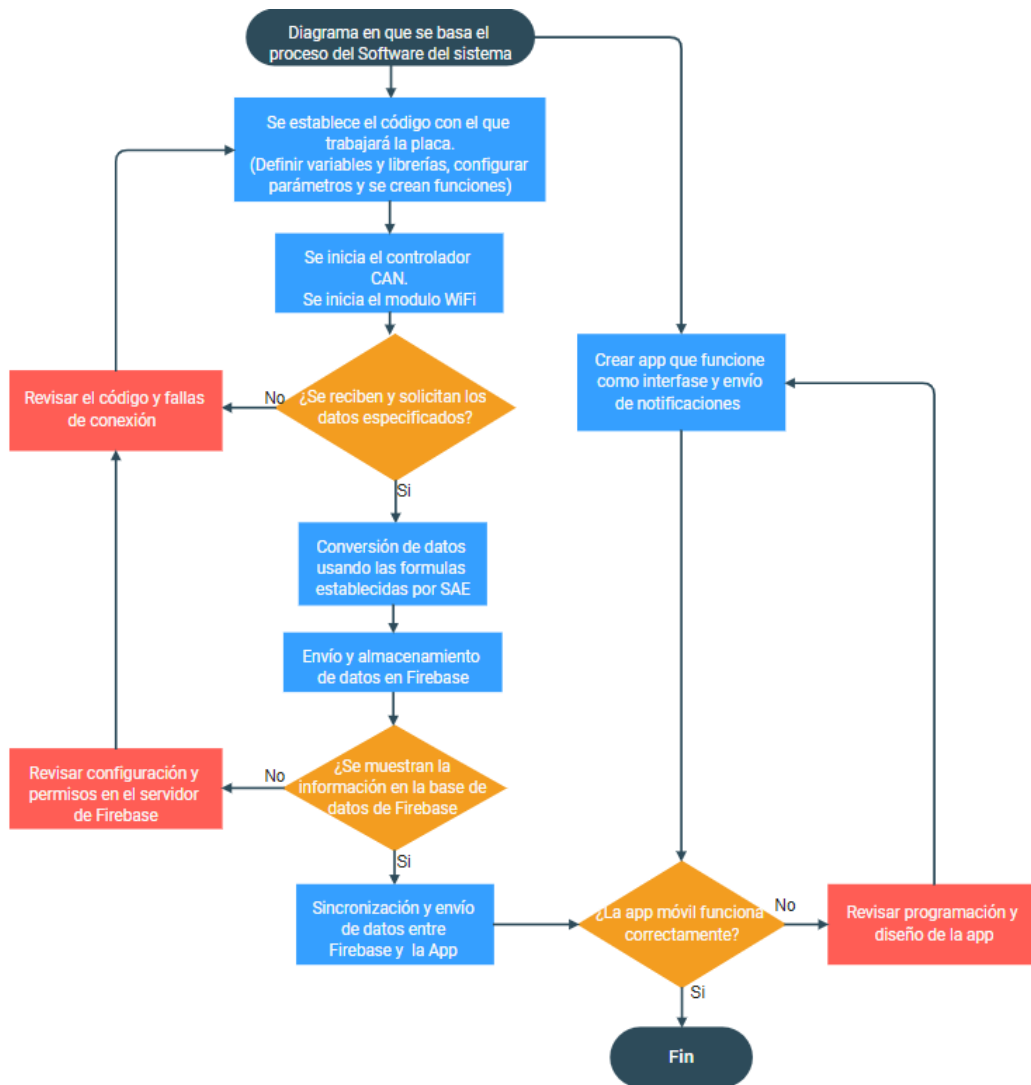 Diagrama en que se basa el
proceso del Software del sistema
Se establece el código con el que
trabajará la placa.
(Definir variables y librerías, configurar
parámetros y se crean funciones)
Se inicia el controlador
CAN.
Se inicia el modulo WiFi
Crear app que funcione
como interfase y envío
de notificaciones
¿Se reciben y solicitan los
datos especificados?
No
Revisar el código y fallas
de conexión
Si
Conversión de datos
usando las formulas
establecidas por SAE
Envío y almacenamiento
de datos en Firebase
¿Se muestran la
información en la base de
datos de Firebase
No
Revisar configuración y
permisos en el servidor
de Firebase
Si
Sincronización y envío
de datos entre
Firebase y la App
¿La app móvil funciona
correctamente?
No
Revisar programación y
diseño de la app
Si
Fin